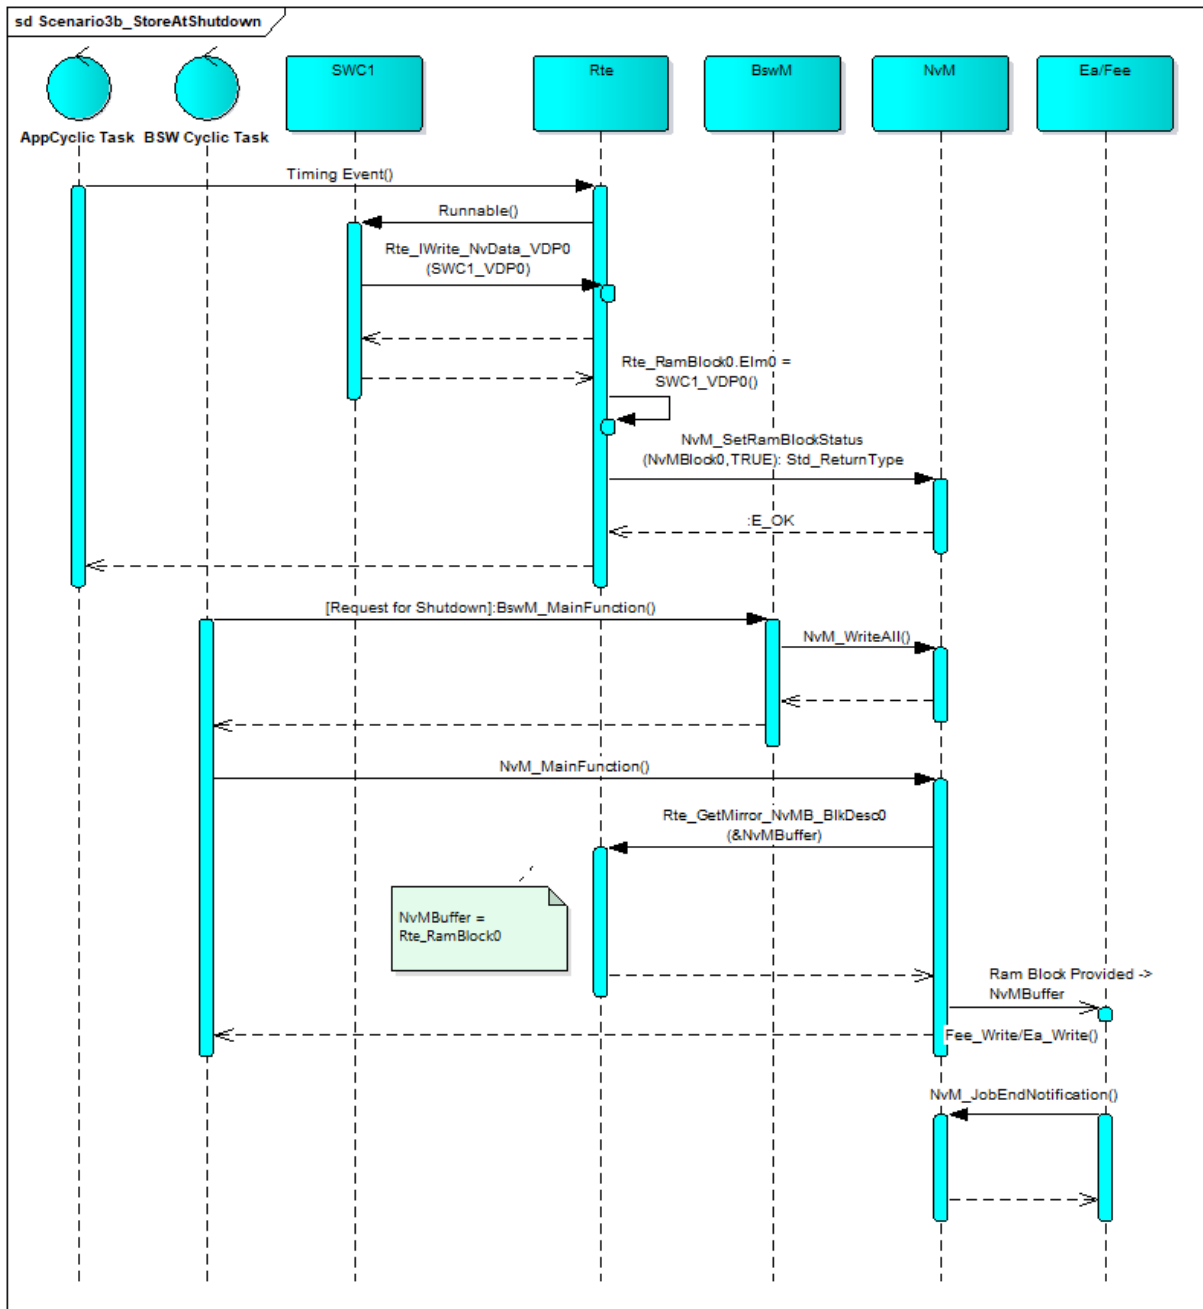 sd Scenario3b_StoreAtShutdown
SWC1
Rte
BswM
NvM
Ea/Fee
AppCyclic Task
BSW Cyclic Task
Timing Event()
Runnable()
Rte_IWrite_NvData_VDP0
(SWC1_VDP0)
Rte_RamBlock0.Elm0 =
SWC1_VDP0()
NvM_SetRamBlockStatus
(NvMBlock0,TRUE): Std_ReturnType
:E_OK
[Request for Shutdown]:BswM_MainFunction()
NvM_WriteAll()
NvM_MainFunction()
Rte_GetMirror_NvMB_BlkDesc0
(&NvMBuffer)
NvMBuffer =
Rte_RamBlock0
Ram Block Provided ->
NvMBuffer
Fee_Write/Ea_Write()
NvM_JobEndNotification()